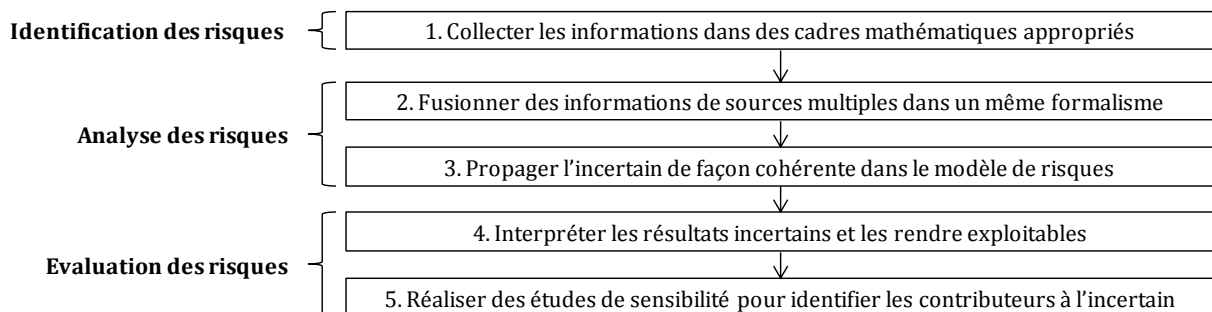 Identification des risques
1. Collecter les informations dans des cadres mathématiques appropriés
2. Fusionner des informations de sources multiples dans un même formalisme
Analyse des risques
3. Propager l'incertain de façon cohérente dans le modèle de risques
4. Interpréter les résultats incertains et les rendre exploitables
Evaluation des risques
5. Réaliser des études de sensibilité pour identifier les contributeurs à l'incertain